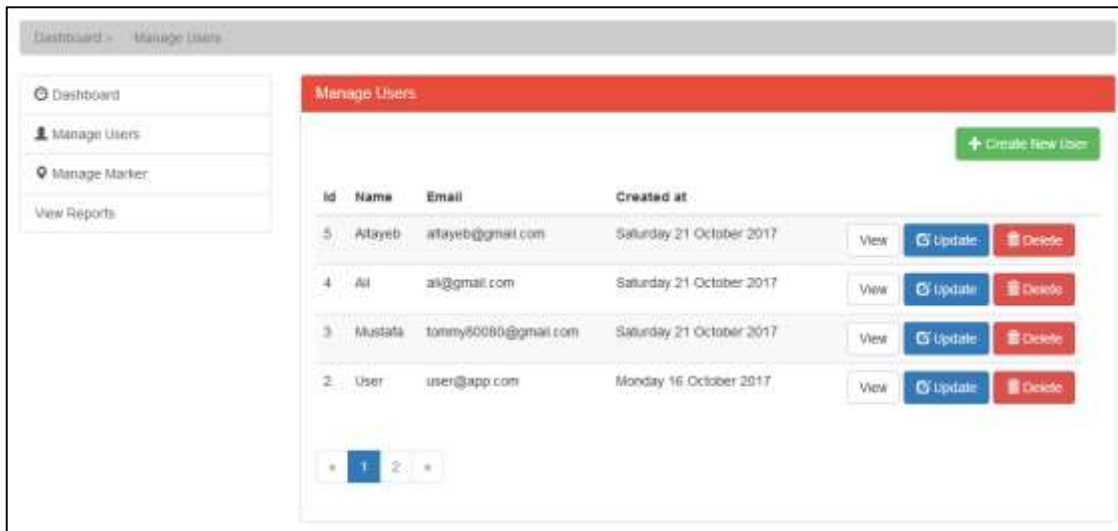 Dashboard Manage Users
Dashboard
Manage Users
Manage Marker
View Reports
Manage Users
+ Create New User
Id Name Email Created at
5 Altayeb altayeb@gmail.com Saturday 21 October 2017 View Update Delete
4 Ali ali@gmail.com Saturday 21 October 2017 View Update Delete
3 Mustafa Saturday 21 October 2017 View Update Delete
2 User user@app.com Monday 16 October 2017 View Update Delete
« 1 2 »